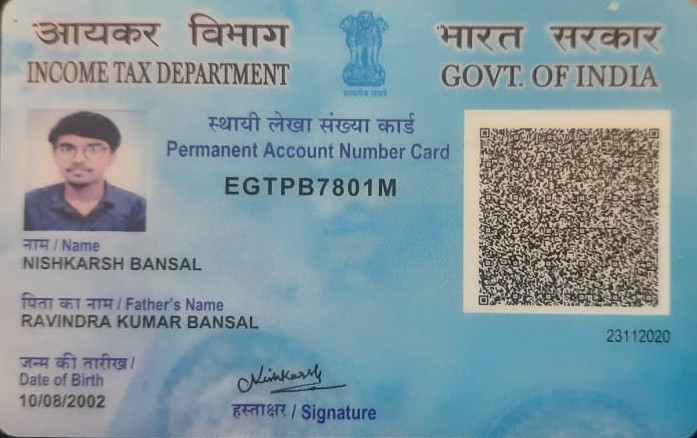 आयकर विभाग
INCOME TAX DEPARTMENT
सत्यमेव जयते
भारत सरकार
GOVT. OF INDIA
स्थायी लेखा संख्या कार्ड
Permanent Account Number Card
EGTPB7801M
नाम / Name
NISHKARSH BANSAL
पिता का नाम / Father's Name
RAVINDRA KUMAR BANSAL
23112020
जन्म की तारीख /
Date of Birth
10/08/2002
Nishkarsh
हस्ताक्षर / Signature